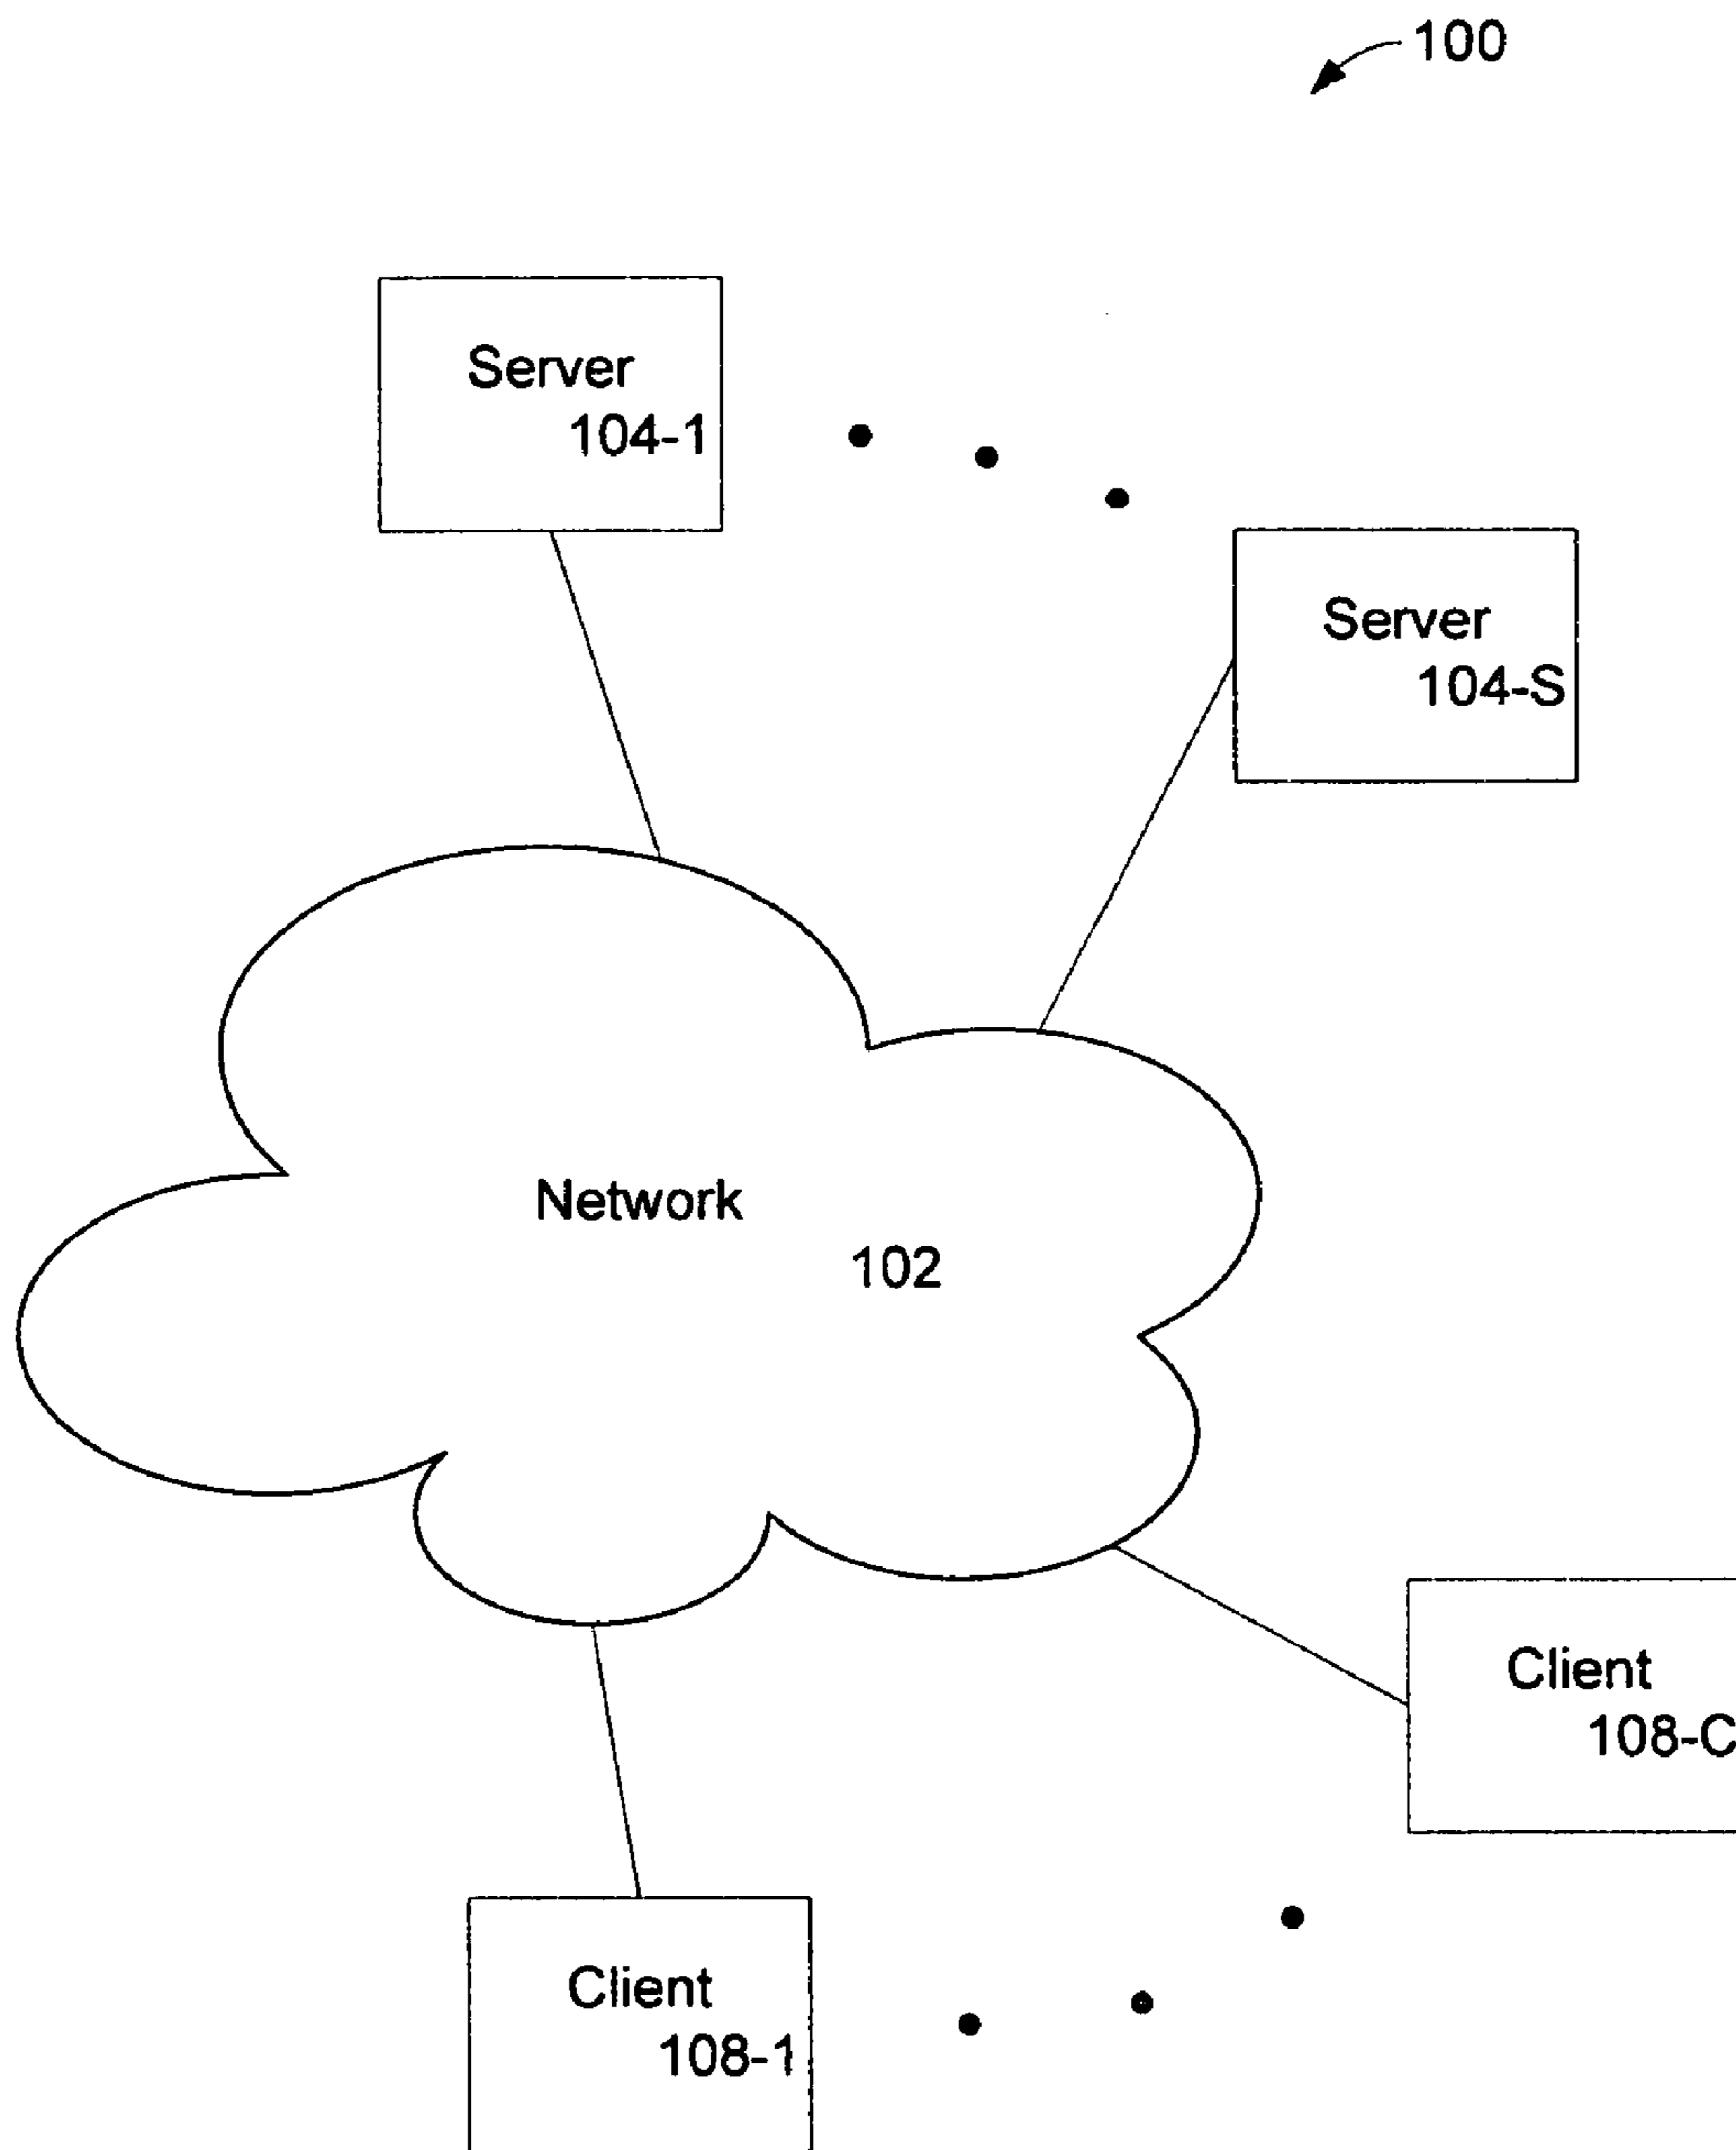 100
Server
104-1
Server
104-S
Network
102
Client
108-C
Client
108-1